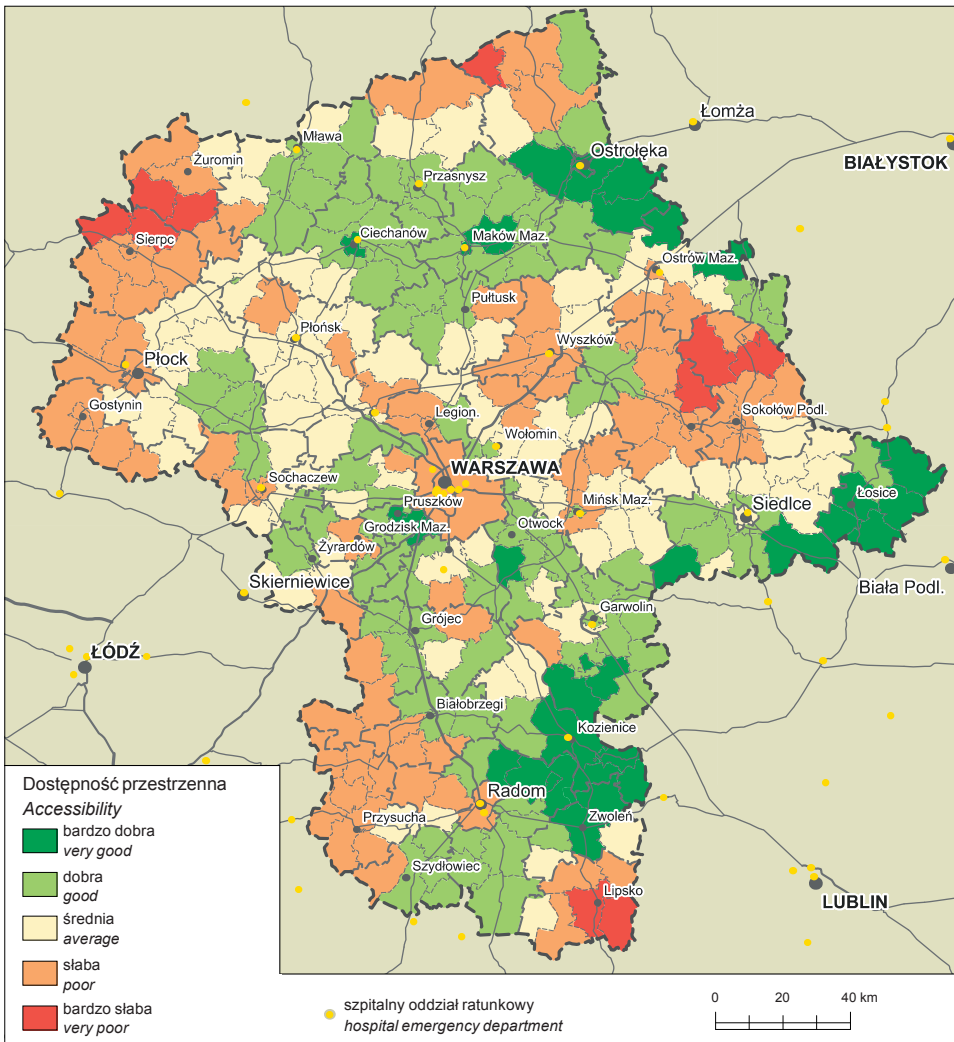 Łomża
BIAŁYSTOK
Ostrołęka
Mława
Żuromin
Przasnysz
Sierpc
Ciechanów
Maków Maz.
Ostrów Maz.
Pułtusk
Płońsk
Wyszków
Płock
Gostynin
Legion.
Sokołów Podl.
Wołomin
WARSZAWA
Sochaczew
Pruszków
Mińsk Maz.
Siedlce
Łosice
Grodzisk Maz.
Otwock
Żyrardów
Skierniewice
Biała Podl.
Garwolin
Grójec
ŁÓDŹ
Białobrzegi
Kozienice
Radom
Przysucha
Zwoleń
Szydłowiec
Lipsko
LUBLIN
Dostępność przestrzenna
Accessibility
bardzo dobra
very good
dobra
good
średnia
average
słaba
poor
bardzo słaba
very poor
szpitalny oddział ratunkowy
hospital emergency department
0 20 40 km